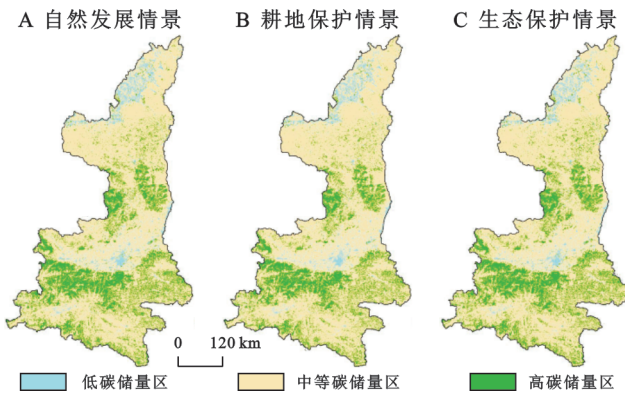 A 自然发展情景
B 耕地保护情景
C 生态保护情景
0 120 km
低碳储量区
中等碳储量区
高碳储量区